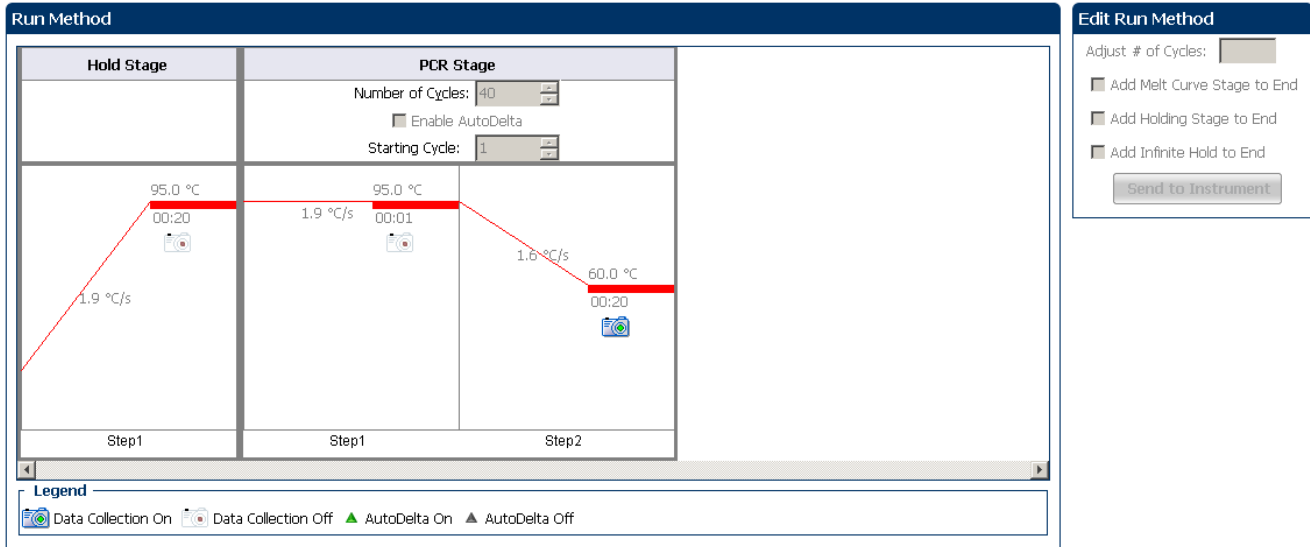 Run Method
Hold Stage
PCR Stage
Number of Cycles: 40
Enable AutoDelta
Starting Cycle: 1
95.0 °C
00:20
1.9 °C/s
95.0 °C
1.9 °C/s
00:01
1.6 °C/s
60.0 °C
00:20
Step1
Step1
Step2
Legend
Data Collection On Data Collection Off AutoDelta On AutoDelta Off
Edit Run Method
Adjust # of Cycles:
Add Melt Curve Stage to End
Add Holding Stage to End
Add Infinite Hold to End
Send to Instrument